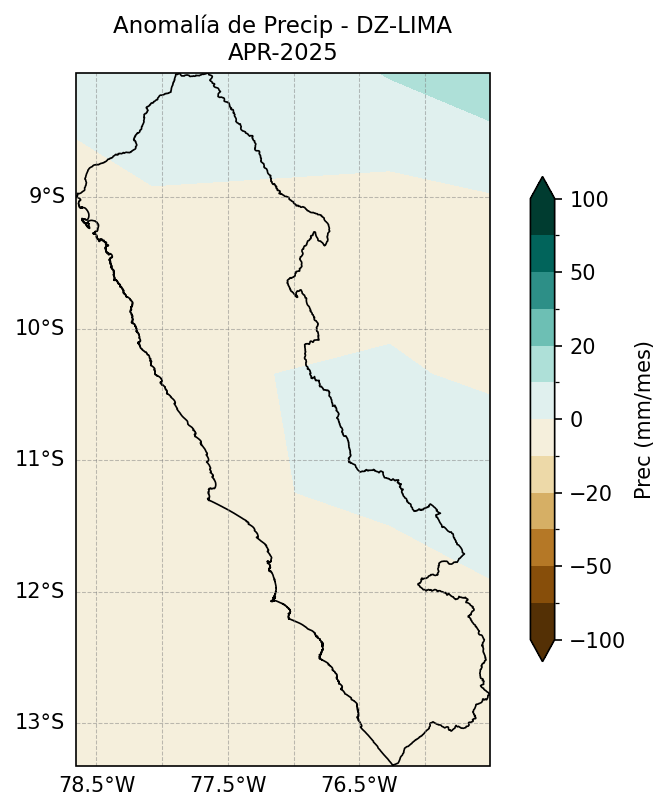 Anomalía de Precip - DZ-LIMA
APR-2025
9°S
10°S
11°S
12°S
13°S
78.5°W
77.5°W
76.5°W
100
50
20
0
−20
−50
−100
Prec (mm/mes)